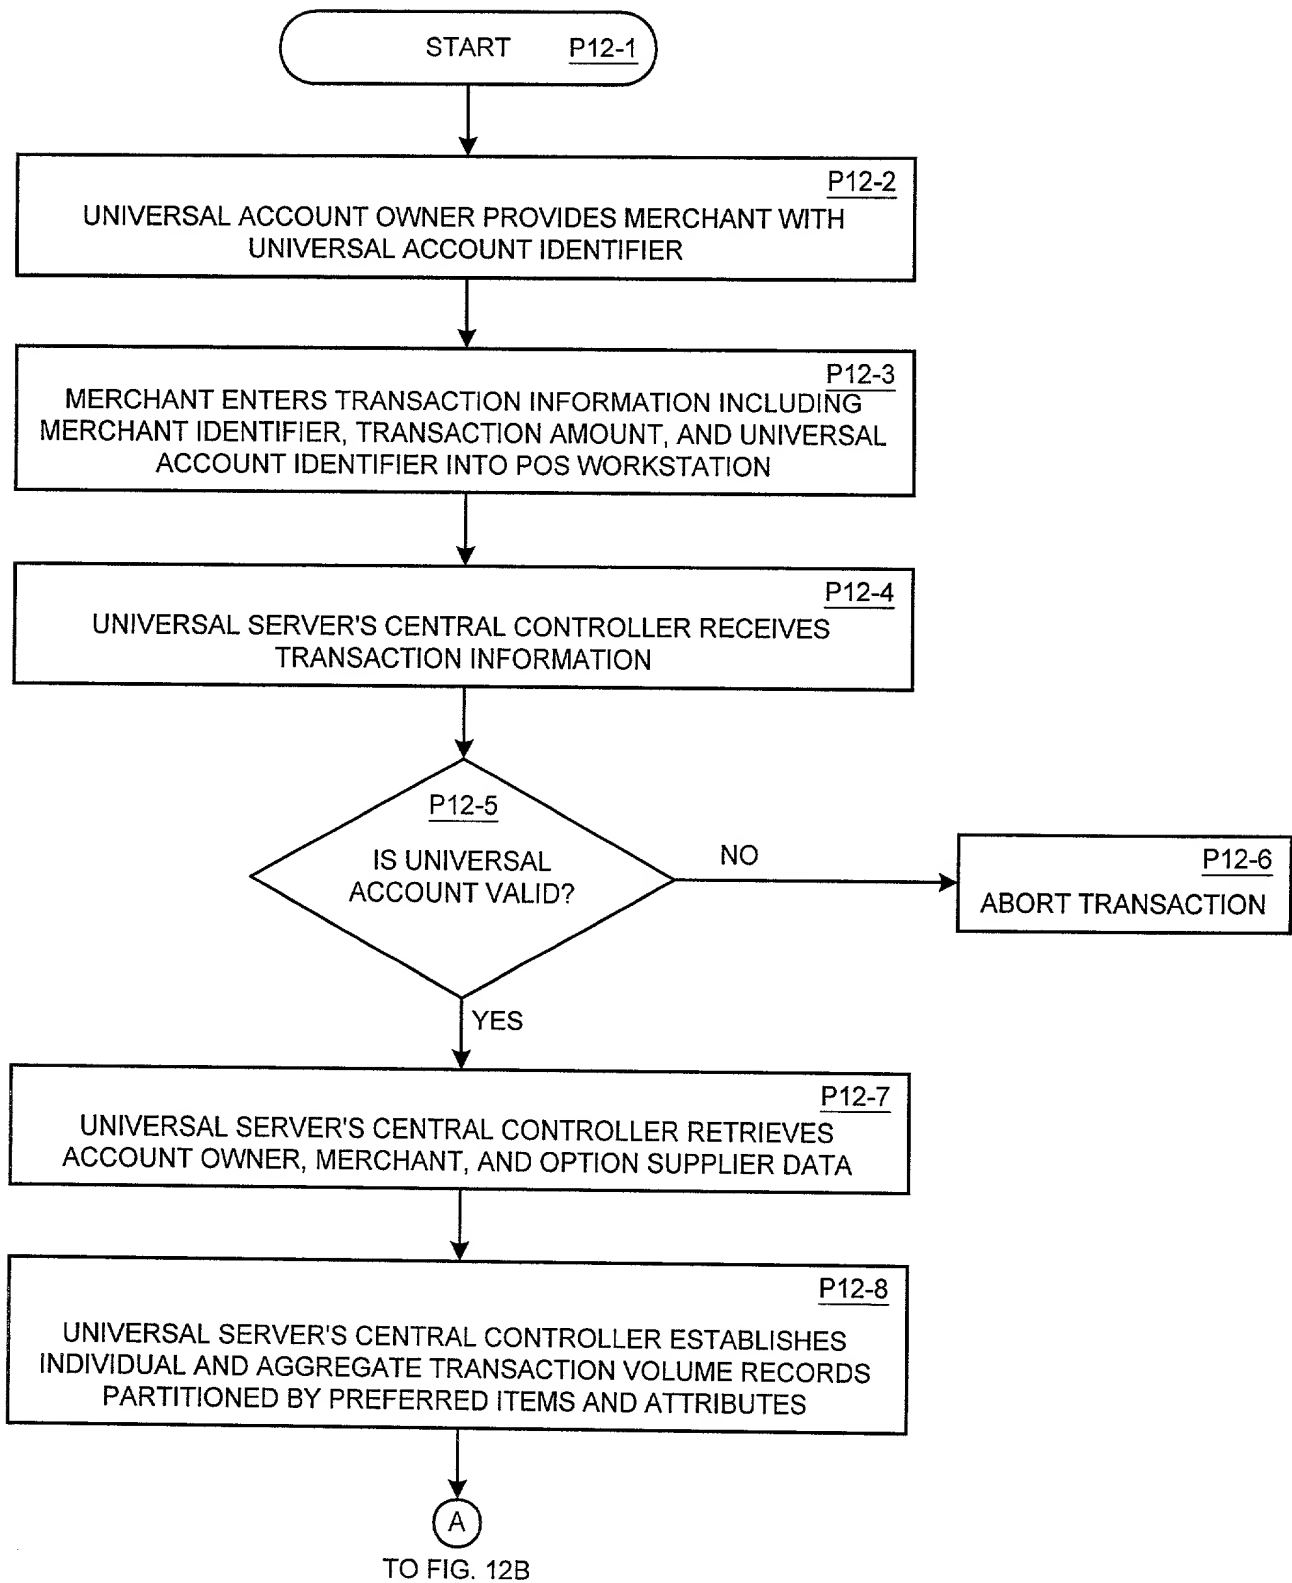 START P12-1
P12-2
UNIVERSAL ACCOUNT OWNER PROVIDES MERCHANT WITH
UNIVERSAL ACCOUNT IDENTIFIER
P12-3
MERCHANT ENTERS TRANSACTION INFORMATION INCLUDING
MERCHANT IDENTIFIER, TRANSACTION AMOUNT, AND UNIVERSAL
ACCOUNT IDENTIFIER INTO POS WORKSTATION
P12-4
UNIVERSAL SERVER'S CENTRAL CONTROLLER RECEIVES
TRANSACTION INFORMATION
P12-5
IS UNIVERSAL
ACCOUNT VALID?
NO
P12-6
ABORT TRANSACTION
YES
P12-7
UNIVERSAL SERVER'S CENTRAL CONTROLLER RETRIEVES
ACCOUNT OWNER, MERCHANT, AND OPTION SUPPLIER DATA
P12-8
UNIVERSAL SERVER'S CENTRAL CONTROLLER ESTABLISHES
INDIVIDUAL AND AGGREGATE TRANSACTION VOLUME RECORDS
PARTITIONED BY PREFERRED ITEMS AND ATTRIBUTES
A
TO FIG. 12B